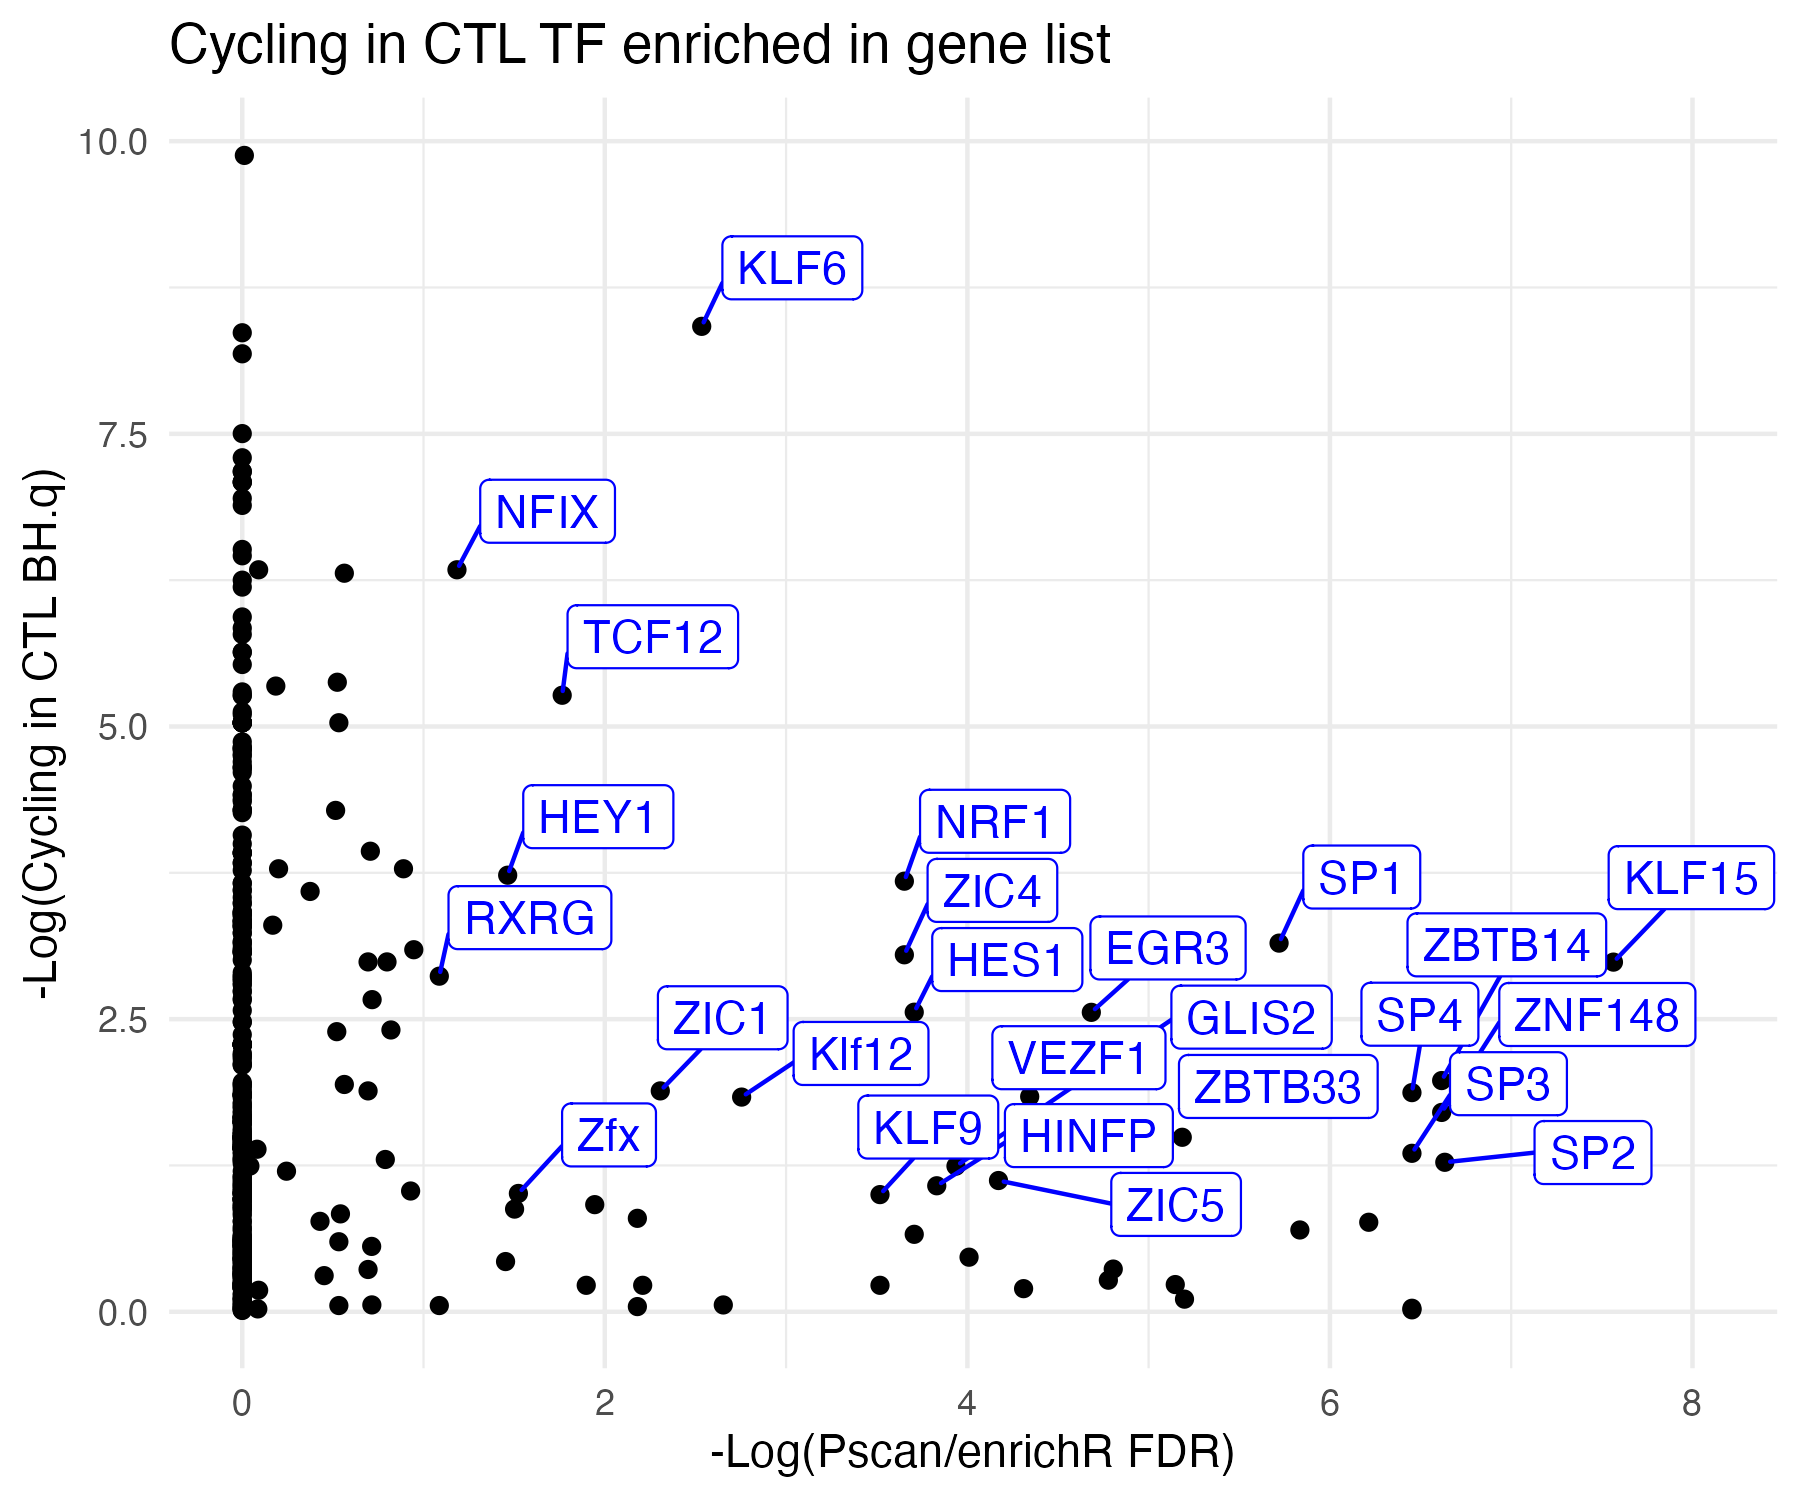 Cycling in CTL TF enriched in gene list
10.0
7.5
5.0
2.5
0.0
-Log(Cycling in CTL BH.q)
KLF6
NFIX
TCF12
HEY1
NRF1
SP1
KLF15
ZIC4
RXRG
ZBTB14
EGR3
HES1
SP4
ZNF148
ZIC1
GLIS2
Klf12
VEZF1
SP3
ZBTB33
KLF9
Zfx
HINFP
SP2
ZIC5
0
2
4
6
8
-Log(Pscan/enrichR FDR)